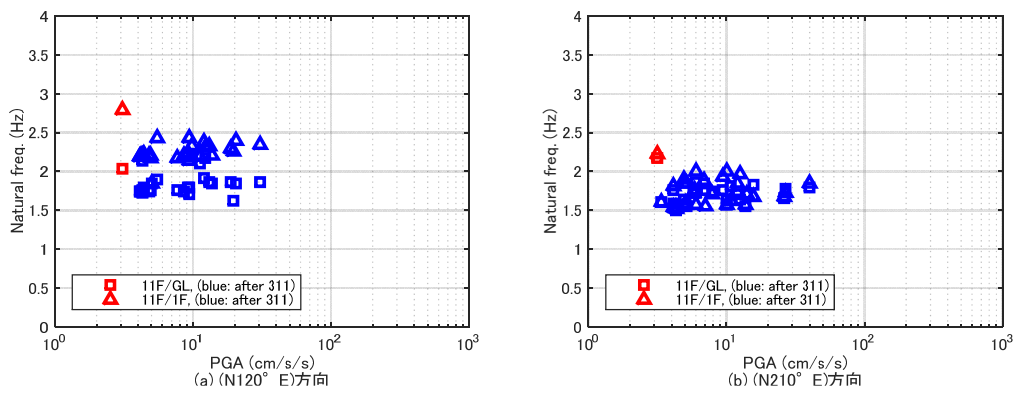 4
3.5
3
2.5
2
1.5
1
0.5
0
Natural freq. (Hz)
11F/GL, (blue: after 311)
11F/1F, (blue: after 311)
10⁰ 10¹ 10² 10³
PGA (cm/s/s)
(a) (N120° E)方向
4
3.5
3
2.5
2
1.5
1
0.5
0
Natural freq. (Hz)
11F/GL, (blue: after 311)
11F/1F, (blue: after 311)
10⁰ 10¹ 10² 10³
PGA (cm/s/s)
(b) (N210° E)方向